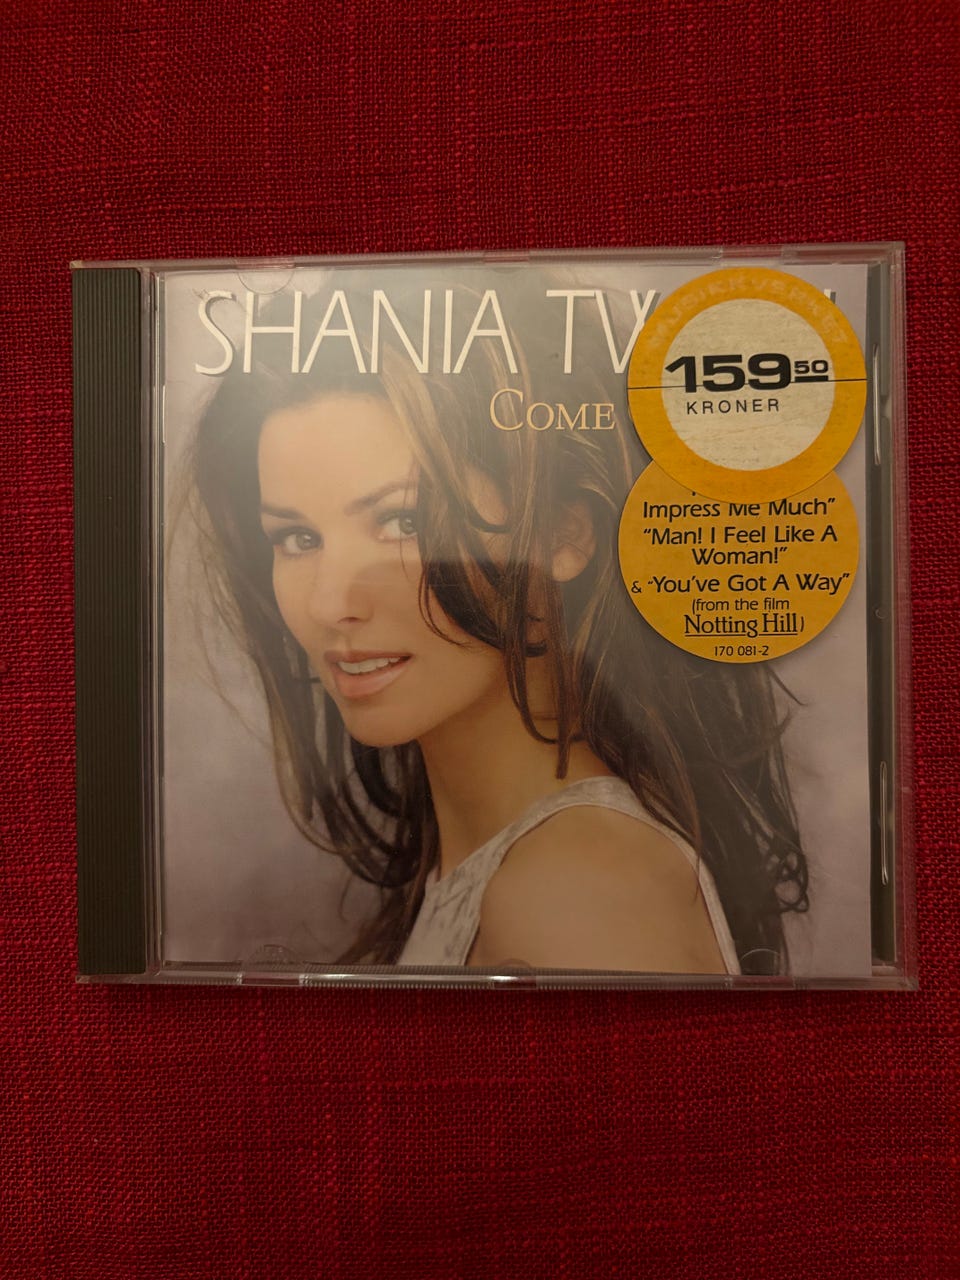 SHANIA TW
COME
MUSIKKVERKET
159 50
KRONER
Impress Me Much"
"Man! I Feel Like A
Woman!"
& "You've Got A Way"
(from the film
Notting Hill)
170 081-2